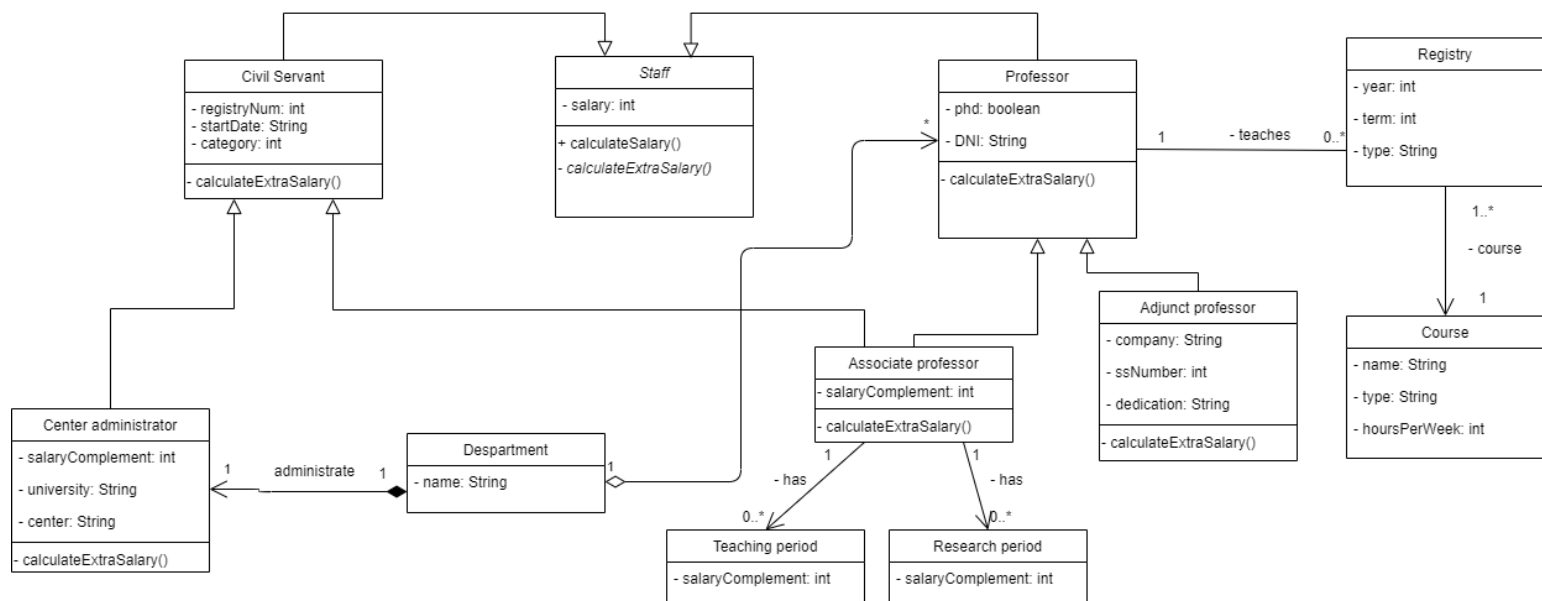 Civil Servant
- registryNum: int
- startDate: String
- category: int
- calculateExtraSalary()
Staff
- salary: int
+ calculateSalary()
- calculateExtraSalary()
Professor
- phd: boolean
- DNI: String
- calculateExtraSalary()
*
1
- teaches
0..*
Registry
- year: int
- term: int
- type: String
1..*
- course
1
Course
- name: String
- type: String
- hoursPerWeek: int
Adjunct professor
- company: String
- ssNumber: int
- dedication: String
- calculateExtraSalary()
Associate professor
- salaryComplement: int
- calculateExtraSalary()
1
- has
0..*
1
- has
0..*
Center administrator
- salaryComplement: int
- university: String
- center: String
- calculateExtraSalary()
1
administrate
1
Despartment
- name: String
1
Teaching period
- salaryComplement: int
Research period
- salaryComplement: int